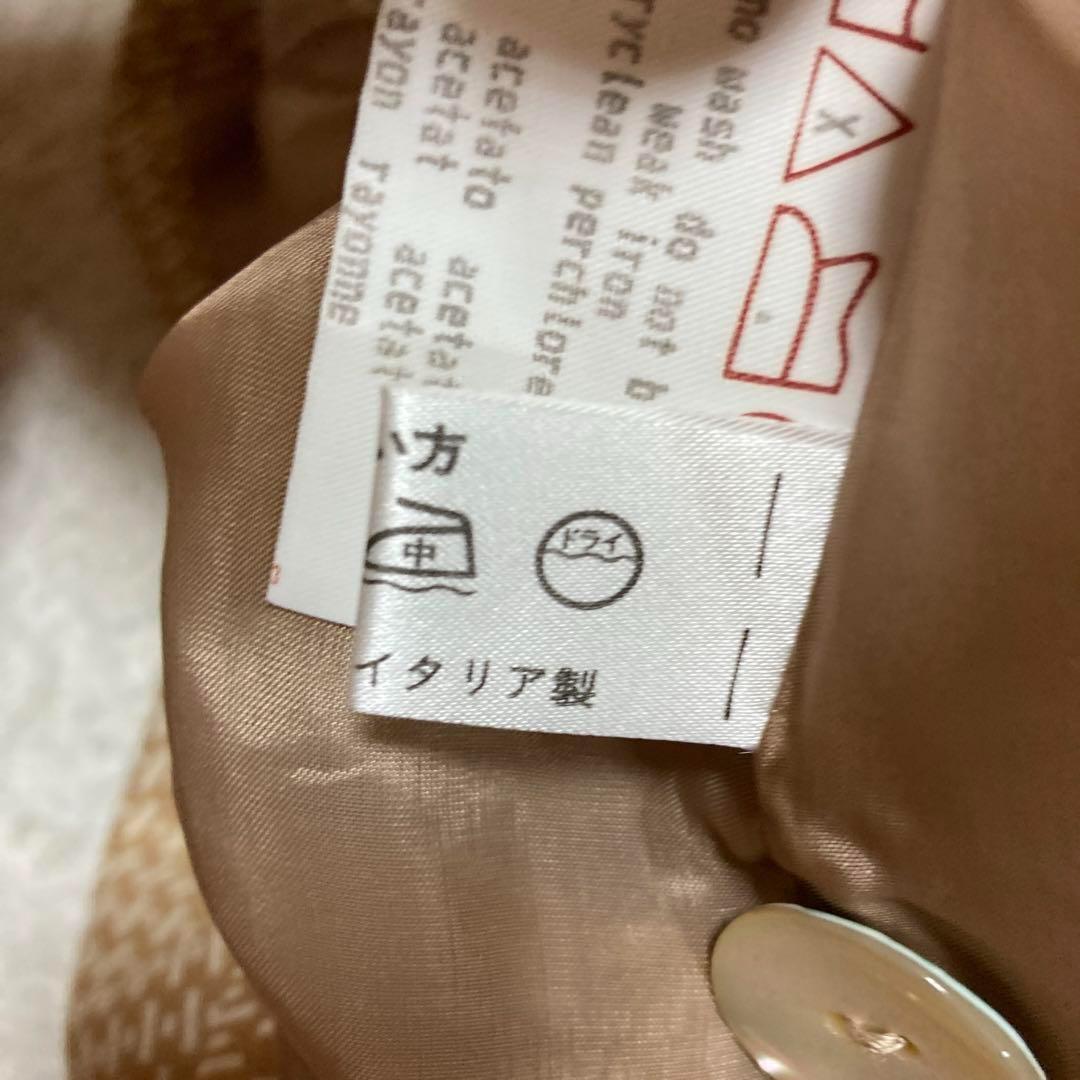 no wash do not b
weak iron
ryclean perchlore
acetato acetat
acetat acetat
rayon rayonne
い方
中
ドライ
イタリア製